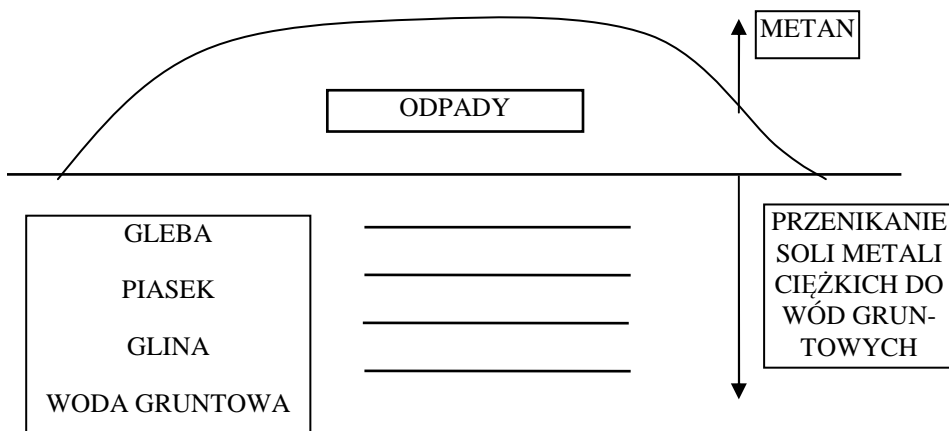 METAN
ODPADY
GLEBA
PIASEK
GLINA
WODA GRUNTOWA
PRZENIKANIE
SOLI METALI
CIĘŻKICH DO
WÓD GRUN-
TOWYCH